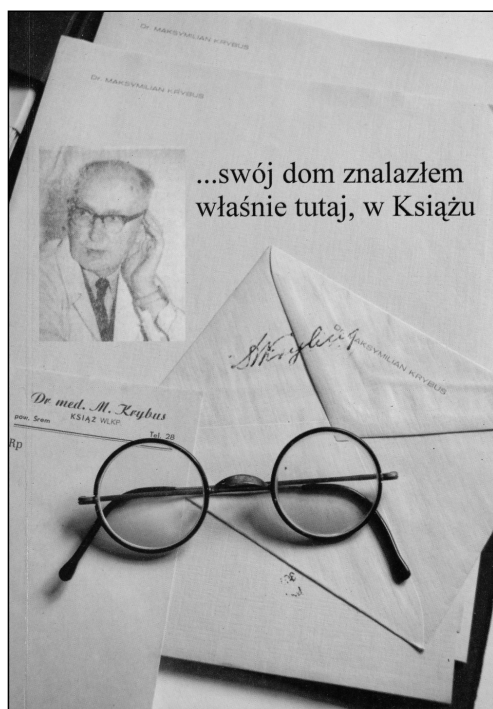 Dr. MAKSYMILIAN KRYBUS
Dr. MAKSYMILIAN KRYBUS
...swój dom znalazłem
właśnie tutaj, w Książu
Dr. MAKSYMILIAN KRYBUS
Dr med. M. Krybus
KSIĄŻ WLKP.
pow. Śrem
Tel. 28
Rp